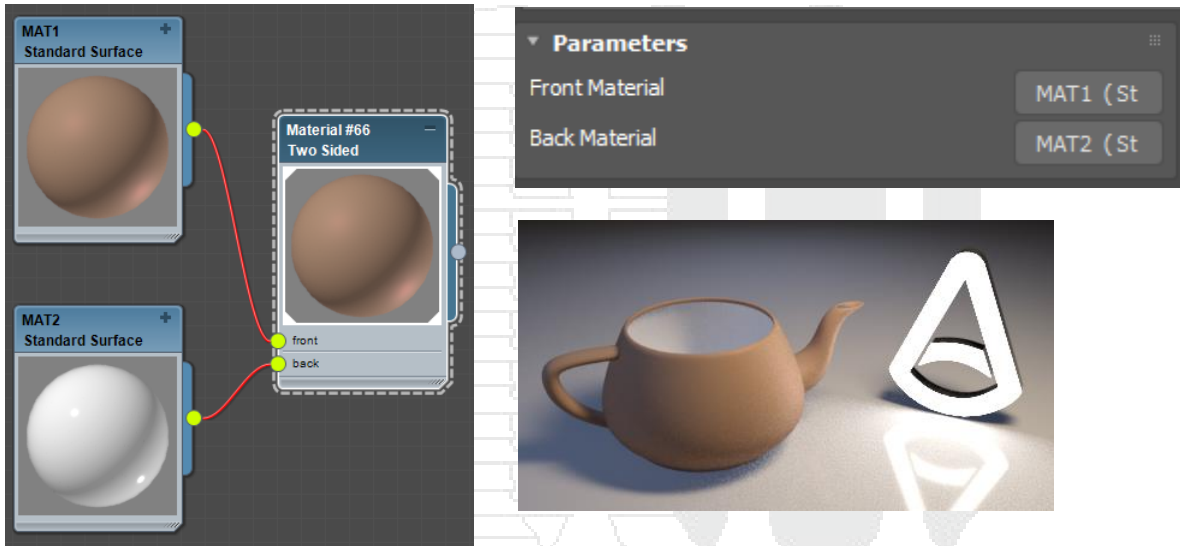 MAT1
Standard Surface
Material #66
Two Sided
front
back
MAT2
Standard Surface
Parameters
Front Material
MAT1 ( St
Back Material
MAT2 ( St